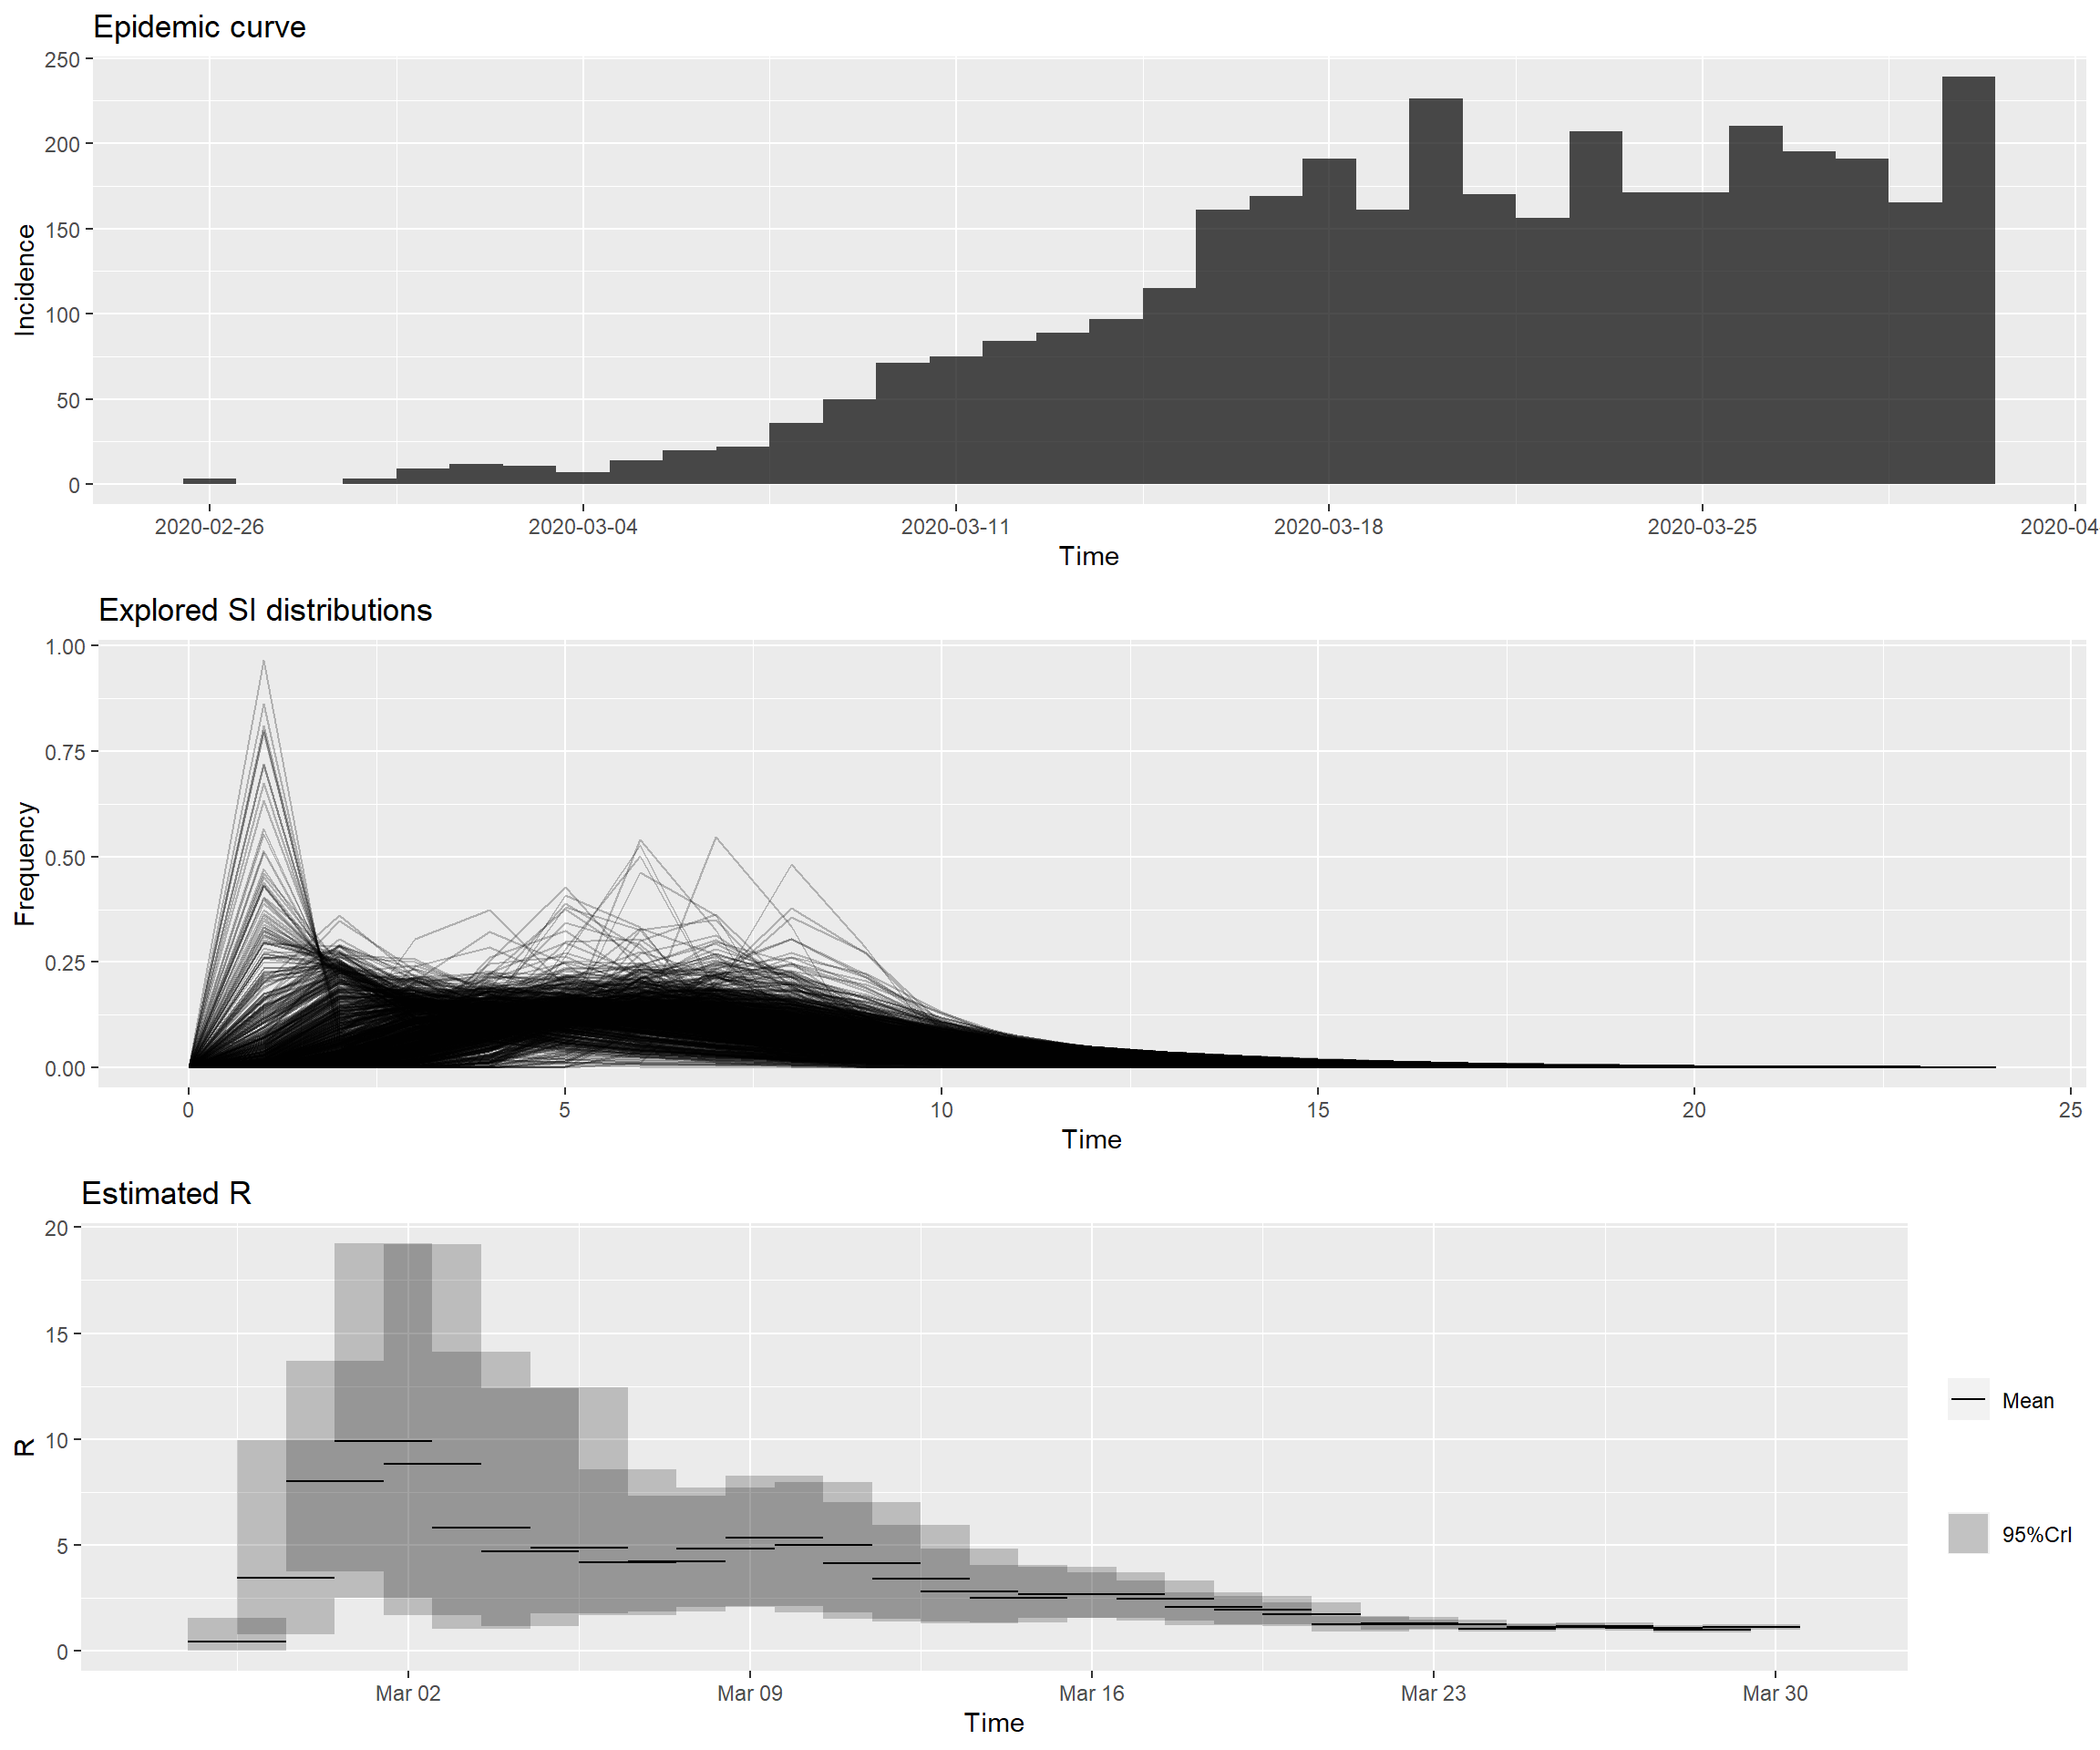 Epidemic curve
250
200
150
100
50
0
Incidence
2020-02-26 2020-03-04 2020-03-11 2020-03-18 2020-03-25 2020-04
Time
Explored SI distributions
1.00
0.75
0.50
0.25
0.00
Frequency
0 5 10 15 20 25
Time
Estimated R
20
15
10
5
0
R
Mar 02 Mar 09 Mar 16 Mar 23 Mar 30
Time
Mean
95%CrI